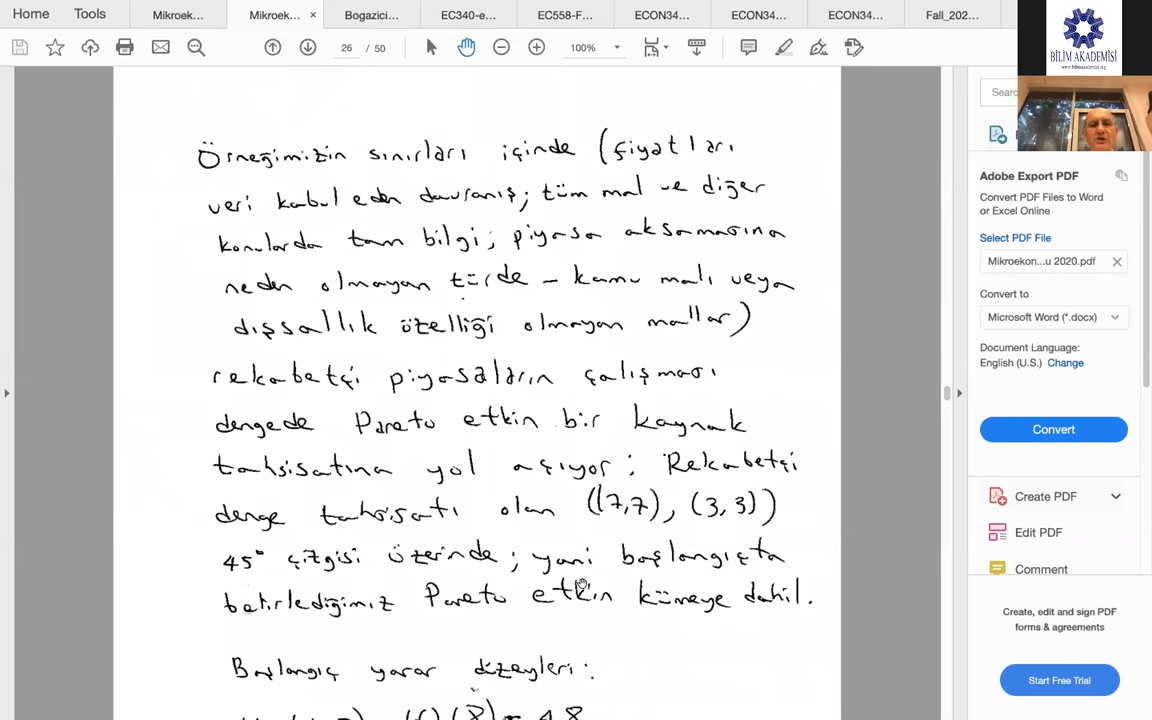 Home Tools Mikroek... Mikroek... × Bogazici... EC340-e... EC558-F... ECON34... ECON34... ECON34... Fall_202...
26 / 50 100%
BİLİM AKADEMİSİ
www.bilimakademisi.org
Searc
Adobe Export PDF
Convert PDF Files to Word
or Excel Online
Select PDF File
Mikroekon...u 2020.pdf
Convert to
Microsoft Word (*.docx)
Document Language:
English (U.S.) Change
Convert
Create PDF
Edit PDF
Comment
Create, edit and sign PDF
forms & agreements
Start Free Trial
Örneğimizin sınırları içinde (fiyatları
veri kabul eden davranış; tüm mal ve diğer
konularda tam bilgi; piyasa aksamasına
neden olmayan türde – kamu malı veya
dışsallık özelliği olmayan mallar)
rekabetçi piyasaların çalışması
dengede Pareto etkin bir kaynak
tahsisatına yol açıyor; Rekabetçi
denge tahsisatı olan ((7,7), (3,3))
45° çizgisi üzerinde; yani başlangıçta
belirlediğimiz Pareto etkin kümeye dahil.
Başlangıç yarar düzeyleri: